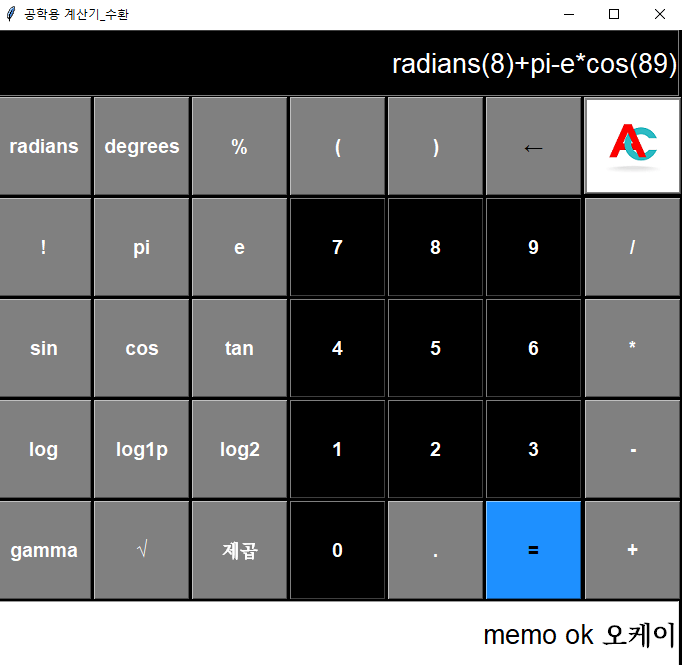 공학용 계산기_수환
radians(8)+pi-e*cos(89)
radians degrees % ( ) ← AC
! pi e 7 8 9 /
sin cos tan 4 5 6 *
log log1p log2 1 2 3 -
gamma √ 제곱 0 . = +
memo ok 오케이